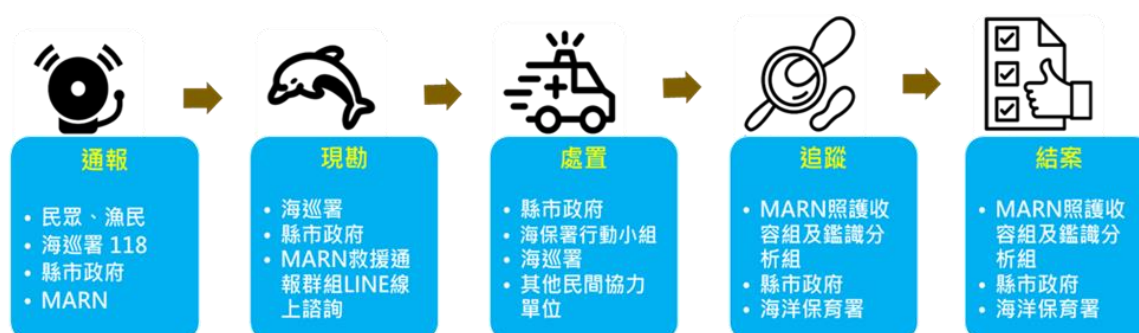 通報
• 民眾、漁民
• 海巡署 118
• 縣市政府
• MARN
現勘
• 海巡署
• 縣市政府
• MARN救援通
報群組LINE線
上諮詢
處置
• 縣市政府
• 海保署行動小組
• 海巡署
• 其他民間協力
單位
追蹤
• MARN照護收
容組及鑑識分
析組
• 縣市政府
• 海洋保育署
結案
• MARN照護收
容組及鑑識分
析組
• 縣市政府
• 海洋保育署